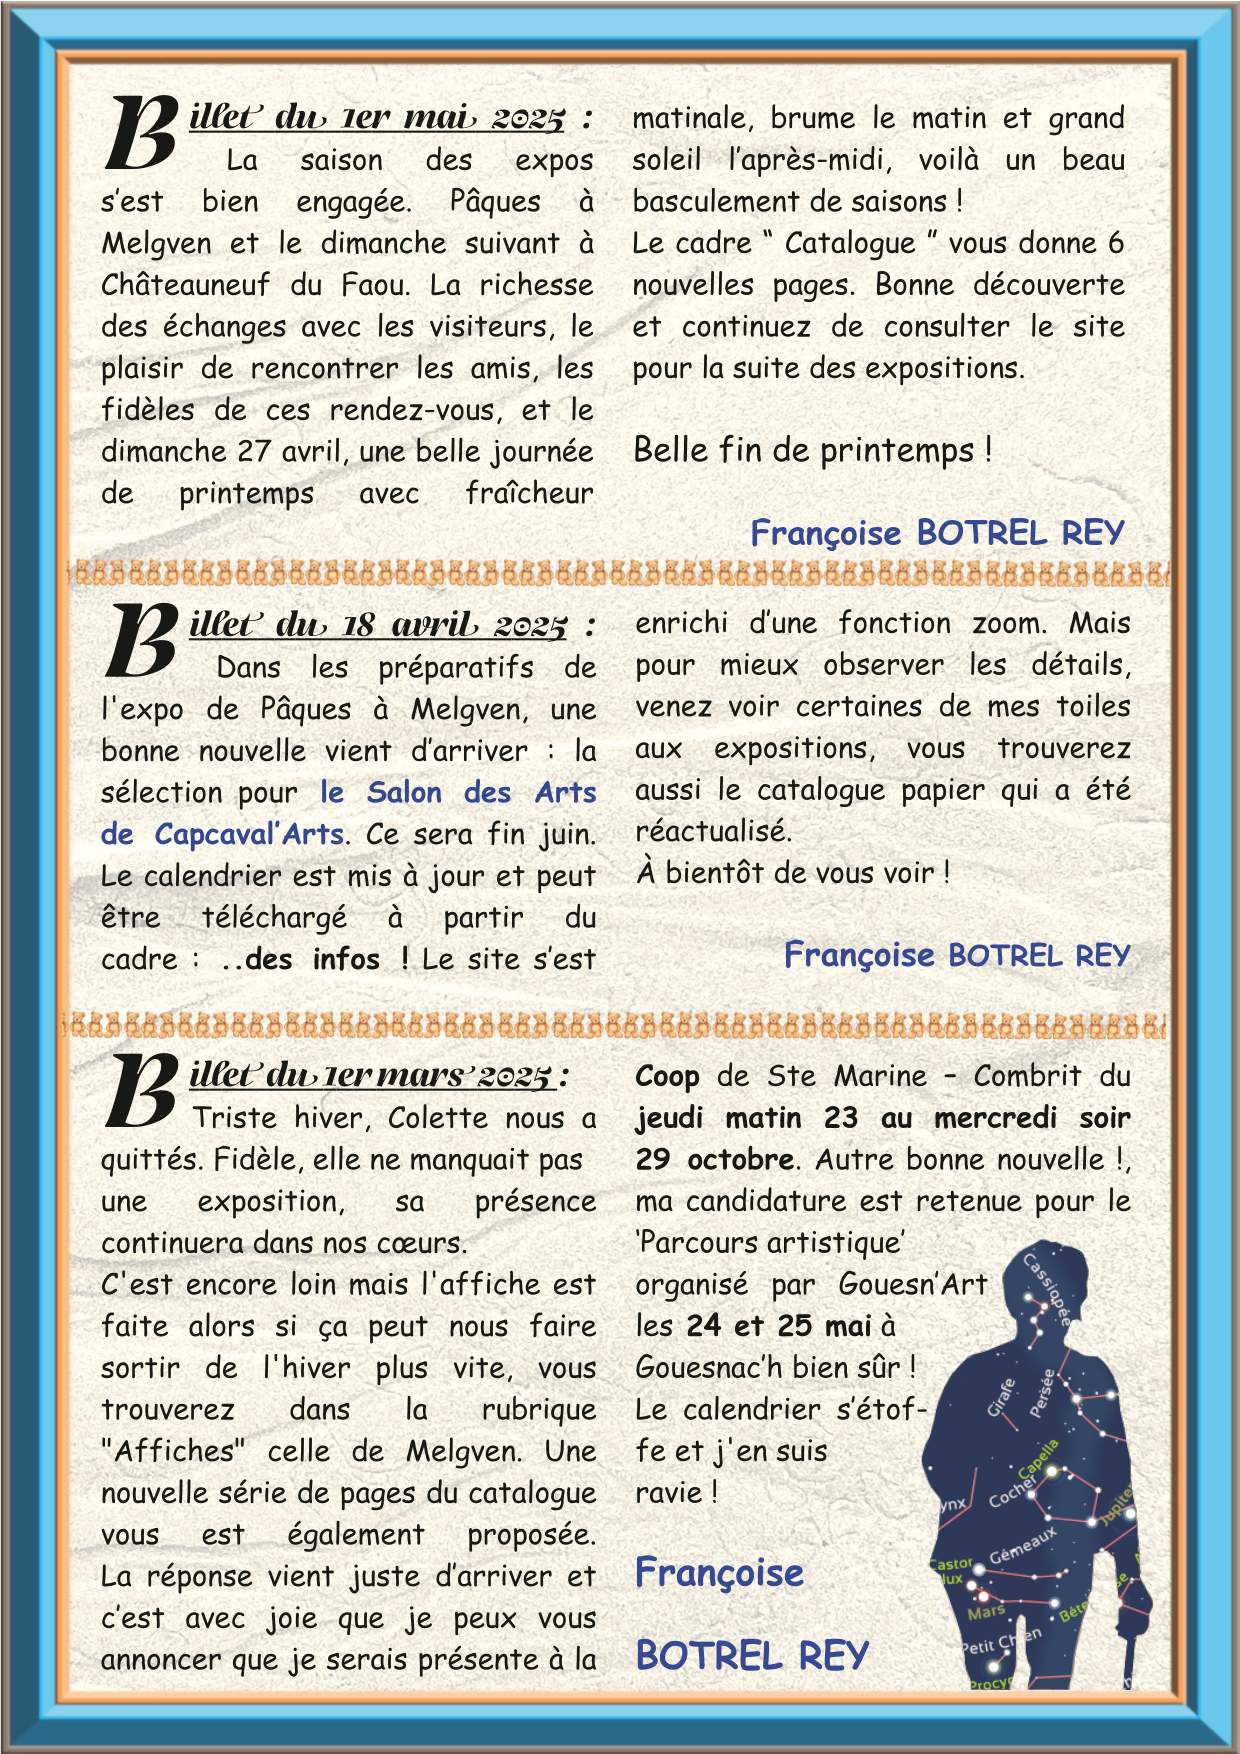 Billet du 1er mai 2025 :
La saison des expos
s’est bien engagée. Pâques à
Melgven et le dimanche suivant à
Châteauneuf du Faou. La richesse
des échanges avec les visiteurs, le
plaisir de rencontrer les amis, les
fidèles de ces rendez-vous, et le
dimanche 27 avril, une belle journée
de printemps avec fraîcheur
matinale, brume le matin et grand
soleil l’après-midi, voilà un beau
basculement de saisons !
Le cadre “ Catalogue ” vous donne 6
nouvelles pages. Bonne découverte
et continuez de consulter le site
pour la suite des expositions.
Belle fin de printemps !
Françoise BOTREL REY
Billet du 18 avril 2025 :
Dans les préparatifs de
l'expo de Pâques à Melgven, une
bonne nouvelle vient d’arriver : la
sélection pour le Salon des Arts
de Capcaval’Arts. Ce sera fin juin.
Le calendrier est mis à jour et peut
être téléchargé à partir du
cadre : ..des infos ! Le site s’est
enrichi d’une fonction zoom. Mais
pour mieux observer les détails,
venez voir certaines de mes toiles
aux expositions, vous trouverez
aussi le catalogue papier qui a été
réactualisé.
À bientôt de vous voir !
Françoise BOTREL REY
Billet du 1er mars 2025 :
Triste hiver, Colette nous a
quittés. Fidèle, elle ne manquait pas
une exposition, sa présence
continuera dans nos cœurs.
C'est encore loin mais l'affiche est
faite alors si ça peut nous faire
sortir de l'hiver plus vite, vous
trouverez dans la rubrique
"Affiches" celle de Melgven. Une
nouvelle série de pages du catalogue
vous est également proposée.
La réponse vient juste d’arriver et
c’est avec joie que je peux vous
annoncer que je serais présente à la
Coop de Ste Marine – Combrit du
jeudi matin 23 au mercredi soir
29 octobre. Autre bonne nouvelle !,
ma candidature est retenue pour le
‘Parcours artistique’
organisé par Gouesn’Art
les 24 et 25 mai à
Gouesnac’h bien sûr !
Le calendrier s’étof-
fe et j'en suis
ravie !
Françoise
BOTREL REY
Cassiopée
Girafe
Persée
Capella
Cocher
ynx
Jupite
Gémeaux
Castor
lux
Mars
Béte
se
Petit Chien
Procyo